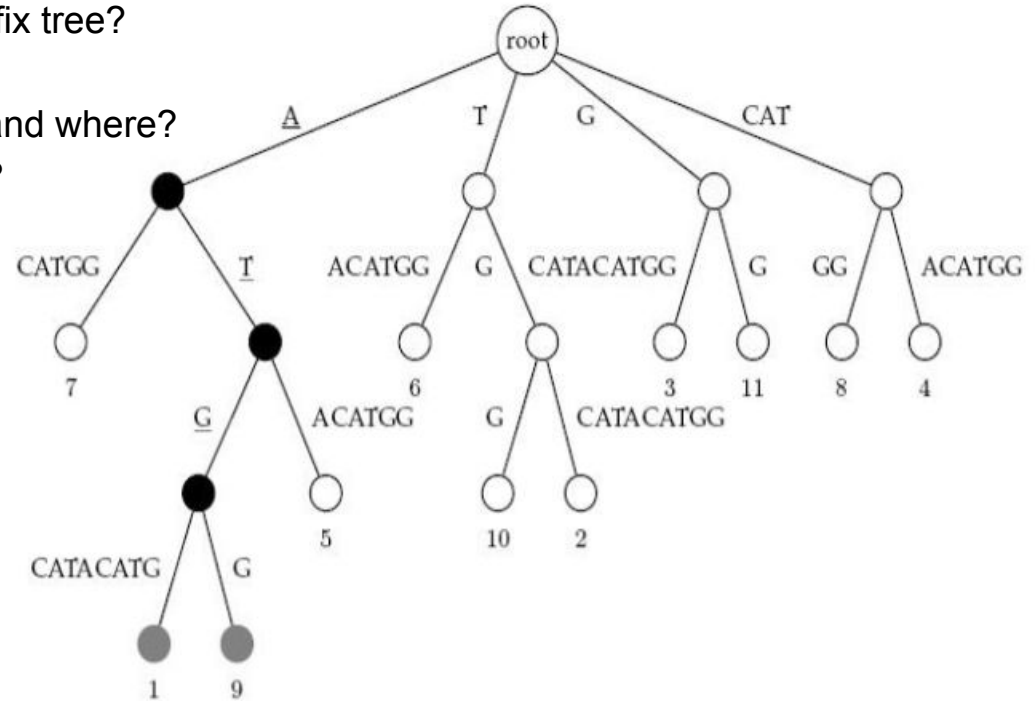 fix tree?
root
and where?
?
A T G CAT
CATGG T ACATGG G CATACATGG G GG ACATGG
7 6 3 11 8 4
G ACATGG G CATACATGG
5 10 2
CATACATG G
1 9